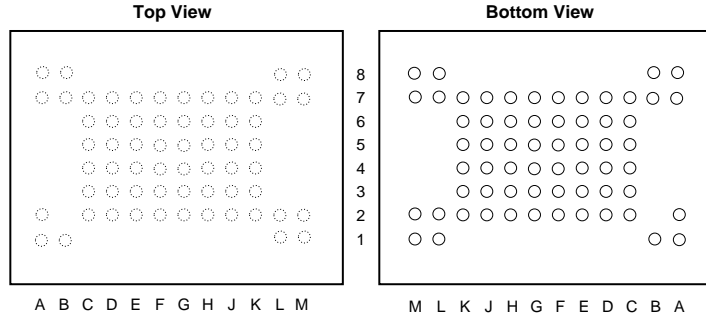 Top View
Bottom View
8
7
6
5
4
3
2
1
A B C D E F G H J K L M
M L K J H G F E D C B A